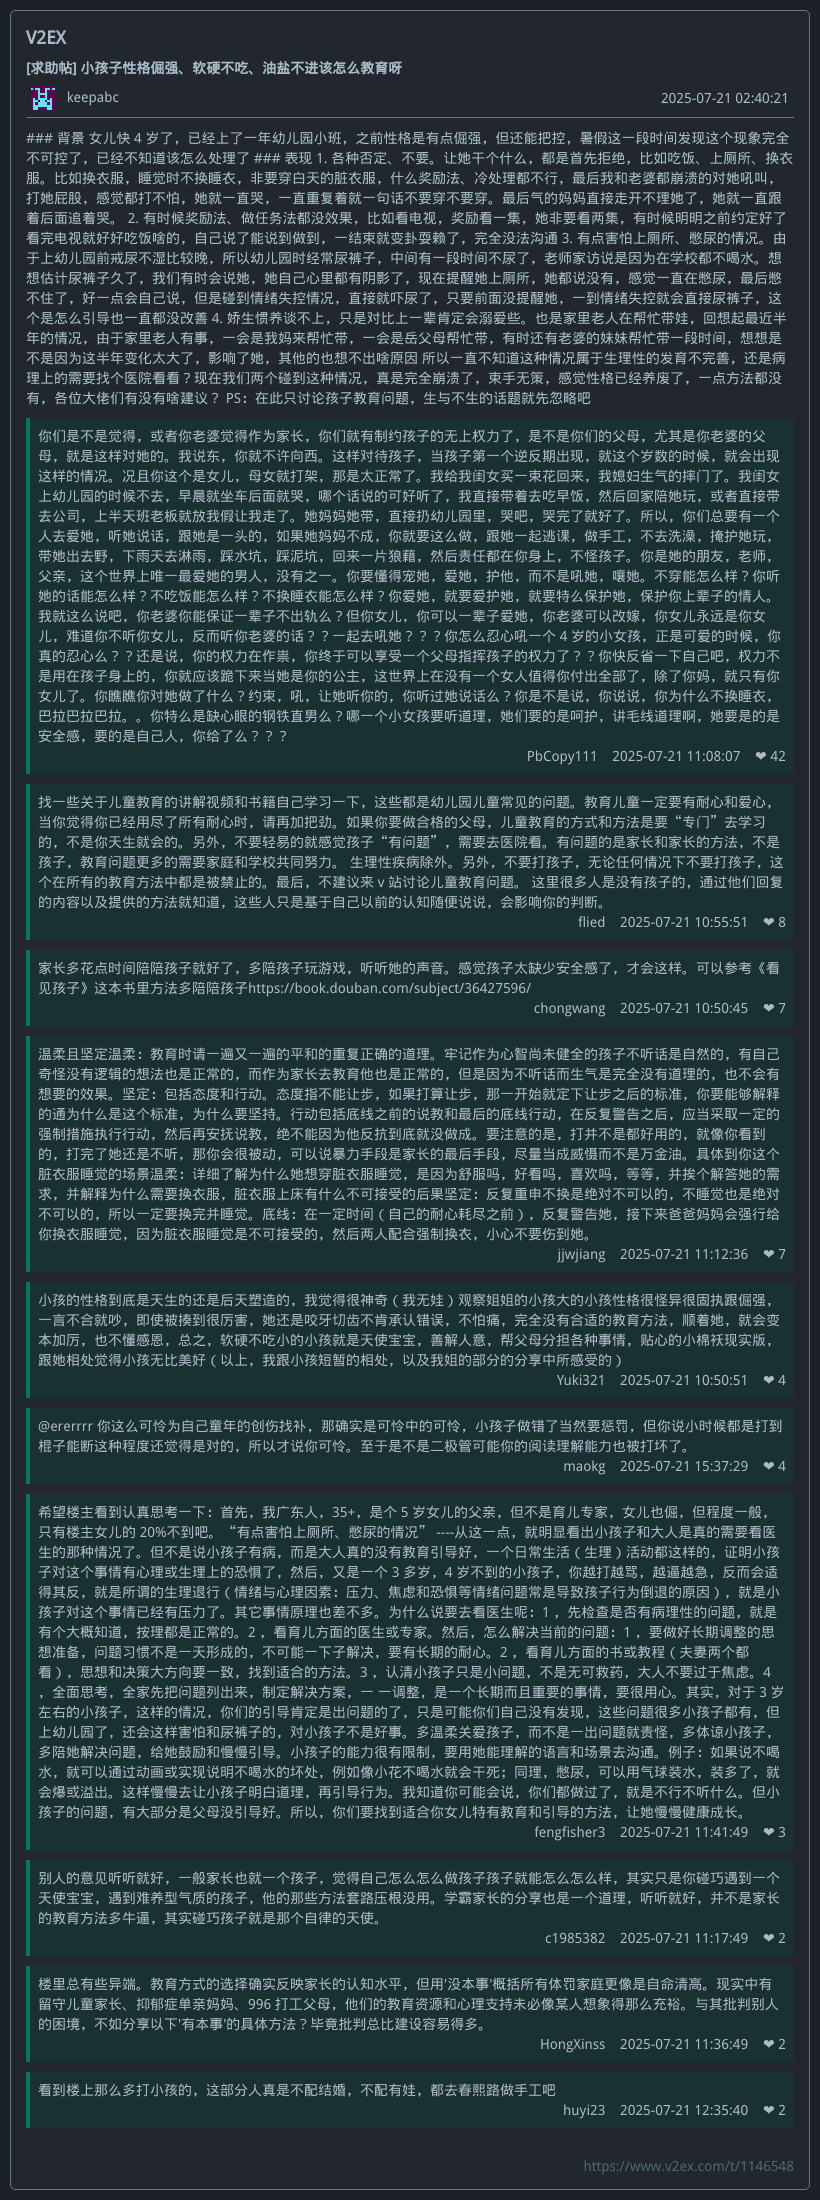 V2EX
[求助帖] 小孩子性格倔强、软硬不吃、油盐不进该怎么教育呀
keepabc
2025-07-21 02:40:21
### 背景 女儿快 4 岁了，已经上了一年幼儿园小班，之前性格是有点倔强，但还能把控，暑假这一段时间发现这个现象完全
不可控了，已经不知道该怎么处理了 ### 表现 1. 各种否定、不要。让她干个什么，都是首先拒绝，比如吃饭、上厕所、换衣
服。比如换衣服，睡觉时不换睡衣，非要穿白天的脏衣服，什么奖励法、冷处理都不行，最后我和老婆都崩溃的对她吼叫，
打她屁股，感觉都打不怕，她就一直哭，一直重复着就一句话不要穿不要穿。最后气的妈妈直接走开不理她了，她就一直跟
着后面追着哭。 2. 有时候奖励法、做任务法都没效果，比如看电视，奖励看一集，她非要看两集，有时候明明之前约定好了
看完电视就好好吃饭啥的，自己说了能说到做到，一结束就变卦耍赖了，完全没法沟通 3. 有点害怕上厕所、憋尿的情况。由
于上幼儿园前戒尿不湿比较晚，所以幼儿园时经常尿裤子，中间有一段时间不尿了，老师家访说是因为在学校都不喝水。想
想估计尿裤子久了，我们有时会说她，她自己心里都有阴影了，现在提醒她上厕所，她都说没有，感觉一直在憋尿，最后憋
不住了，好一点会自己说，但是碰到情绪失控情况，直接就吓尿了，只要前面没提醒她，一到情绪失控就会直接尿裤子，这
个是怎么引导也一直都没改善 4. 娇生惯养谈不上，只是对比上一辈肯定会溺爱些。也是家里老人在帮忙带娃，回想起最近半
年的情况，由于家里老人有事，一会是我妈来帮忙带，一会是岳父母帮忙带，有时还有老婆的妹妹帮忙带一段时间，想想是
不是因为这半年变化太大了，影响了她，其他的也想不出啥原因 所以一直不知道这种情况属于生理性的发育不完善，还是病
理上的需要找个医院看看？现在我们两个碰到这种情况，真是完全崩溃了，束手无策，感觉性格已经养废了，一点方法都没
有，各位大佬们有没有啥建议？ PS：在此只讨论孩子教育问题，生与不生的话题就先忽略吧
你们是不是觉得，或者你老婆觉得作为家长，你们就有制约孩子的无上权力了，是不是你们的父母，尤其是你老婆的父
母，就是这样对她的。我说东，你就不许向西。这样对待孩子，当孩子第一个逆反期出现，就这个岁数的时候，就会出现
这样的情况。况且你这个是女儿，母女就打架，那是太正常了。我给我闺女买一束花回来，我媳妇生气的摔门了。我闺女
上幼儿园的时候不去，早晨就坐车后面就哭，哪个话说的可好听了，我直接带着去吃早饭，然后回家陪她玩，或者直接带
去公司，上半天班老板就放我假让我走了。她妈妈她带，直接扔幼儿园里，哭吧，哭完了就好了。所以，你们总要有一个
人去爱她，听她说话，跟她是一头的，如果她妈妈不成，你就要这么做，跟她一起逃课，做手工，不去洗澡，掩护她玩，
带她出去野，下雨天去淋雨，踩水坑，踩泥坑，回来一片狼藉，然后责任都在你身上，不怪孩子。你是她的朋友，老师，
父亲，这个世界上唯一最爱她的男人，没有之一。你要懂得宠她，爱她，护他，而不是吼她，嚷她。不穿能怎么样？你听
她的话能怎么样？不吃饭能怎么样？不换睡衣能怎么样？你爱她，就要爱护她，就要特么保护她，保护你上辈子的情人。
我就这么说吧，你老婆你能保证一辈子不出轨么？但你女儿，你可以一辈子爱她，你老婆可以改嫁，你女儿永远是你女
儿，难道你不听你女儿，反而听你老婆的话？？一起去吼她？？？你怎么忍心吼一个 4 岁的小女孩，正是可爱的时候，你
真的忍心么？？还是说，你的权力在作祟，你终于可以享受一个父母指挥孩子的权力了？？你快反省一下自己吧，权力不
是用在孩子身上的，你就应该跪下来当她是你的公主，这世界上在没有一个女人值得你付出全部了，除了你妈，就只有你
女儿了。你瞧瞧你对她做了什么？约束，吼，让她听你的，你听过她说话么？你是不是说，你说说，你为什么不换睡衣，
巴拉巴拉巴拉。。你特么是缺心眼的钢铁直男么？哪一个小女孩要听道理，她们要的是呵护，讲毛线道理啊，她要是的是
安全感，要的是自己人，你给了么？？？
PbCopy111 2025-07-21 11:08:07 ❤ 42
找一些关于儿童教育的讲解视频和书籍自己学习一下，这些都是幼儿园儿童常见的问题。教育儿童一定要有耐心和爱心，
当你觉得你已经用尽了所有耐心时，请再加把劲。如果你要做合格的父母，儿童教育的方式和方法是要“专门”去学习
的，不是你天生就会的。另外，不要轻易的就感觉孩子“有问题”，需要去医院看。有问题的是家长和家长的方法，不是
孩子，教育问题更多的需要家庭和学校共同努力。 生理性疾病除外。另外，不要打孩子，无论任何情况下不要打孩子，这
个在所有的教育方法中都是被禁止的。最后，不建议来 v 站讨论儿童教育问题。 这里很多人是没有孩子的，通过他们回复
的内容以及提供的方法就知道，这些人只是基于自己以前的认知随便说说，会影响你的判断。
flied 2025-07-21 10:55:51 ❤ 8
家长多花点时间陪陪孩子就好了，多陪孩子玩游戏，听听她的声音。感觉孩子太缺少安全感了，才会这样。可以参考《看
见孩子》这本书里方法多陪陪孩子https://book.douban.com/subject/36427596/
chongwang 2025-07-21 10:50:45 ❤ 7
温柔且坚定温柔：教育时请一遍又一遍的平和的重复正确的道理。牢记作为心智尚未健全的孩子不听话是自然的，有自己
奇怪没有逻辑的想法也是正常的，而作为家长去教育他也是正常的，但是因为不听话而生气是完全没有道理的，也不会有
想要的效果。坚定：包括态度和行动。态度指不能让步，如果打算让步，那一开始就定下让步之后的标准，你要能够解释
的通为什么是这个标准，为什么要坚持。行动包括底线之前的说教和最后的底线行动，在反复警告之后，应当采取一定的
强制措施执行行动，然后再安抚说教，绝不能因为他反抗到底就没做成。要注意的是，打并不是都好用的，就像你看到
的，打完了她还是不听，那你会很被动，可以说暴力手段是家长的最后手段，尽量当成威慑而不是万金油。具体到你这个
脏衣服睡觉的场景温柔：详细了解为什么她想穿脏衣服睡觉，是因为舒服吗，好看吗，喜欢吗，等等，并挨个解答她的需
求，并解释为什么需要换衣服，脏衣服上床有什么不可接受的后果坚定：反复重申不换是绝对不可以的，不睡觉也是绝对
不可以的，所以一定要换完并睡觉。底线：在一定时间（自己的耐心耗尽之前），反复警告她，接下来爸爸妈妈会强行给
你换衣服睡觉，因为脏衣服睡觉是不可接受的，然后两人配合强制换衣，小心不要伤到她。
jjwjiang 2025-07-21 11:12:36 ❤ 7
小孩的性格到底是天生的还是后天塑造的，我觉得很神奇（我无娃）观察姐姐的小孩大的小孩性格很怪异很固执跟倔强，
一言不合就吵，即使被揍到很厉害，她还是咬牙切齿不肯承认错误，不怕痛，完全没有合适的教育方法，顺着她，就会变
本加厉，也不懂感恩，总之，软硬不吃小的小孩就是天使宝宝，善解人意，帮父母分担各种事情，贴心的小棉袄现实版，
跟她相处觉得小孩无比美好（以上，我跟小孩短暂的相处，以及我姐的部分的分享中所感受的）
Yuki321 2025-07-21 10:50:51 ❤ 4
@ererrrr 你这么可怜为自己童年的创伤找补，那确实是可怜中的可怜，小孩子做错了当然要惩罚，但你说小时候都是打到
棍子能断这种程度还觉得是对的，所以才说你可怜。至于是不是二极管可能你的阅读理解能力也被打坏了。
maokg 2025-07-21 15:37:29 ❤ 4
希望楼主看到认真思考一下：首先，我广东人，35+，是个 5 岁女儿的父亲，但不是育儿专家，女儿也倔，但程度一般，
只有楼主女儿的 20%不到吧。 “有点害怕上厕所、憋尿的情况” ----从这一点，就明显看出小孩子和大人是真的需要看医
生的那种情况了。但不是说小孩子有病，而是大人真的没有教育引导好，一个日常生活（生理）活动都这样的，证明小孩
子对这个事情有心理或生理上的恐惧了，然后，又是一个 3 多岁，4 岁不到的小孩子，你越打越骂，越逼越急，反而会适
得其反，就是所谓的生理退行（情绪与心理因素：压力、焦虑和恐惧等情绪问题常是导致孩子行为倒退的原因），就是小
孩子对这个事情已经有压力了。其它事情原理也差不多。为什么说要去看医生呢：1 ，先检查是否有病理性的问题，就是
有个大概知道，按理都是正常的。2 ，看育儿方面的医生或专家。然后，怎么解决当前的问题：1 ，要做好长期调整的思
想准备，问题习惯不是一天形成的，不可能一下子解决，要有长期的耐心。2 ，看育儿方面的书或教程（夫妻两个都
看），思想和决策大方向要一致，找到适合的方法。3 ，认清小孩子只是小问题，不是无可救药，大人不要过于焦虑。4
，全面思考，全家先把问题列出来，制定解决方案，一 一调整，是一个长期而且重要的事情，要很用心。其实，对于 3 岁
左右的小孩子，这样的情况，你们的引导肯定是出问题的了，只是可能你们自己没有发现，这些问题很多小孩子都有，但
上幼儿园了，还会这样害怕和尿裤子的，对小孩子不是好事。多温柔关爱孩子，而不是一出问题就责怪，多体谅小孩子，
多陪她解决问题，给她鼓励和慢慢引导。小孩子的能力很有限制，要用她能理解的语言和场景去沟通。例子：如果说不喝
水，就可以通过动画或实现说明不喝水的坏处，例如像小花不喝水就会干死；同理，憋尿，可以用气球装水，装多了，就
会爆或溢出。这样慢慢去让小孩子明白道理，再引导行为。我知道你可能会说，你们都做过了，就是不行不听什么。但小
孩子的问题，有大部分是父母没引导好。所以，你们要找到适合你女儿特有教育和引导的方法，让她慢慢健康成长。
fengfisher3 2025-07-21 11:41:49 ❤ 3
别人的意见听听就好，一般家长也就一个孩子，觉得自己怎么怎么做孩子孩子就能怎么怎么样，其实只是你碰巧遇到一个
天使宝宝，遇到难养型气质的孩子，他的那些方法套路压根没用。学霸家长的分享也是一个道理，听听就好，并不是家长
的教育方法多牛逼，其实碰巧孩子就是那个自律的天使。
c1985382 2025-07-21 11:17:49 ❤ 2
楼里总有些异端。教育方式的选择确实反映家长的认知水平，但用'没本事'概括所有体罚家庭更像是自命清高。现实中有
留守儿童家长、抑郁症单亲妈妈、996 打工父母，他们的教育资源和心理支持未必像某人想象得那么充裕。与其批判别人
的困境，不如分享以下'有本事'的具体方法？毕竟批判总比建设容易得多。
HongXinss 2025-07-21 11:36:49 ❤ 2
看到楼上那么多打小孩的，这部分人真是不配结婚，不配有娃，都去春熙路做手工吧
huyi23 2025-07-21 12:35:40 ❤ 2
https://www.v2ex.com/t/1146548